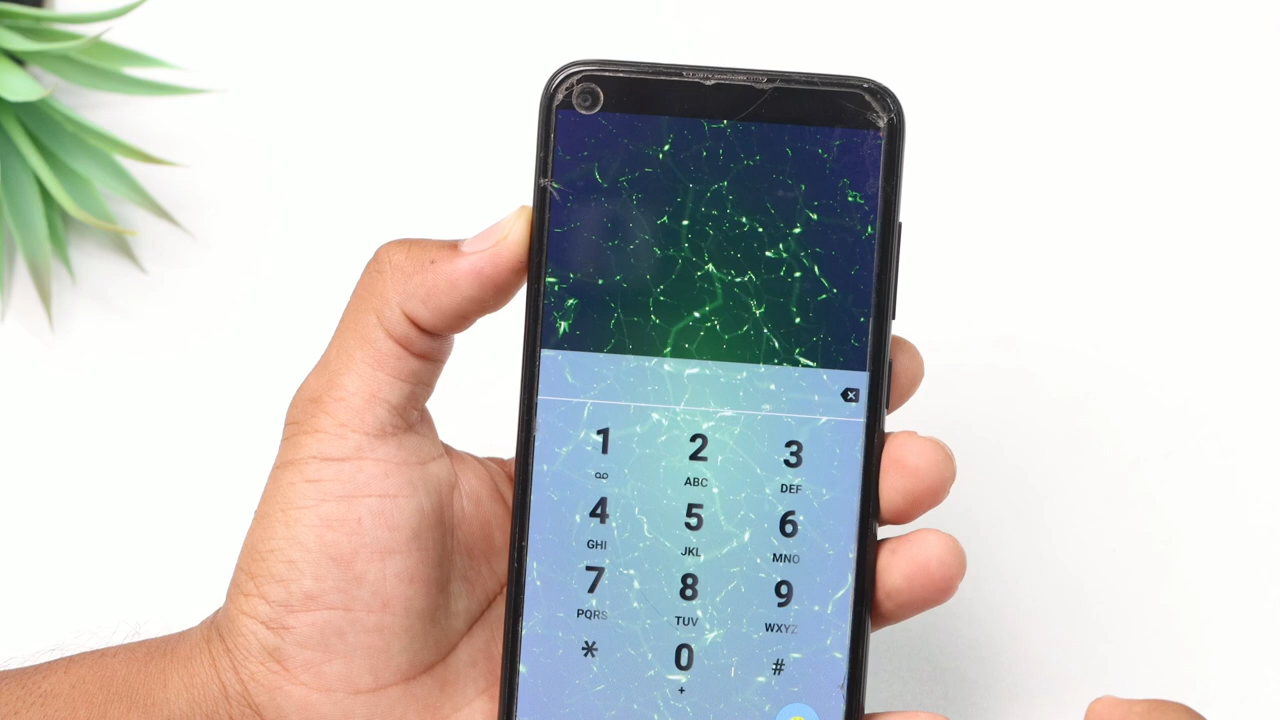 1 2 3
ABC DEF
4 5 6
GHI JKL MNO
7 8 9
PQRS TUV WXYZ
* 0 #
+